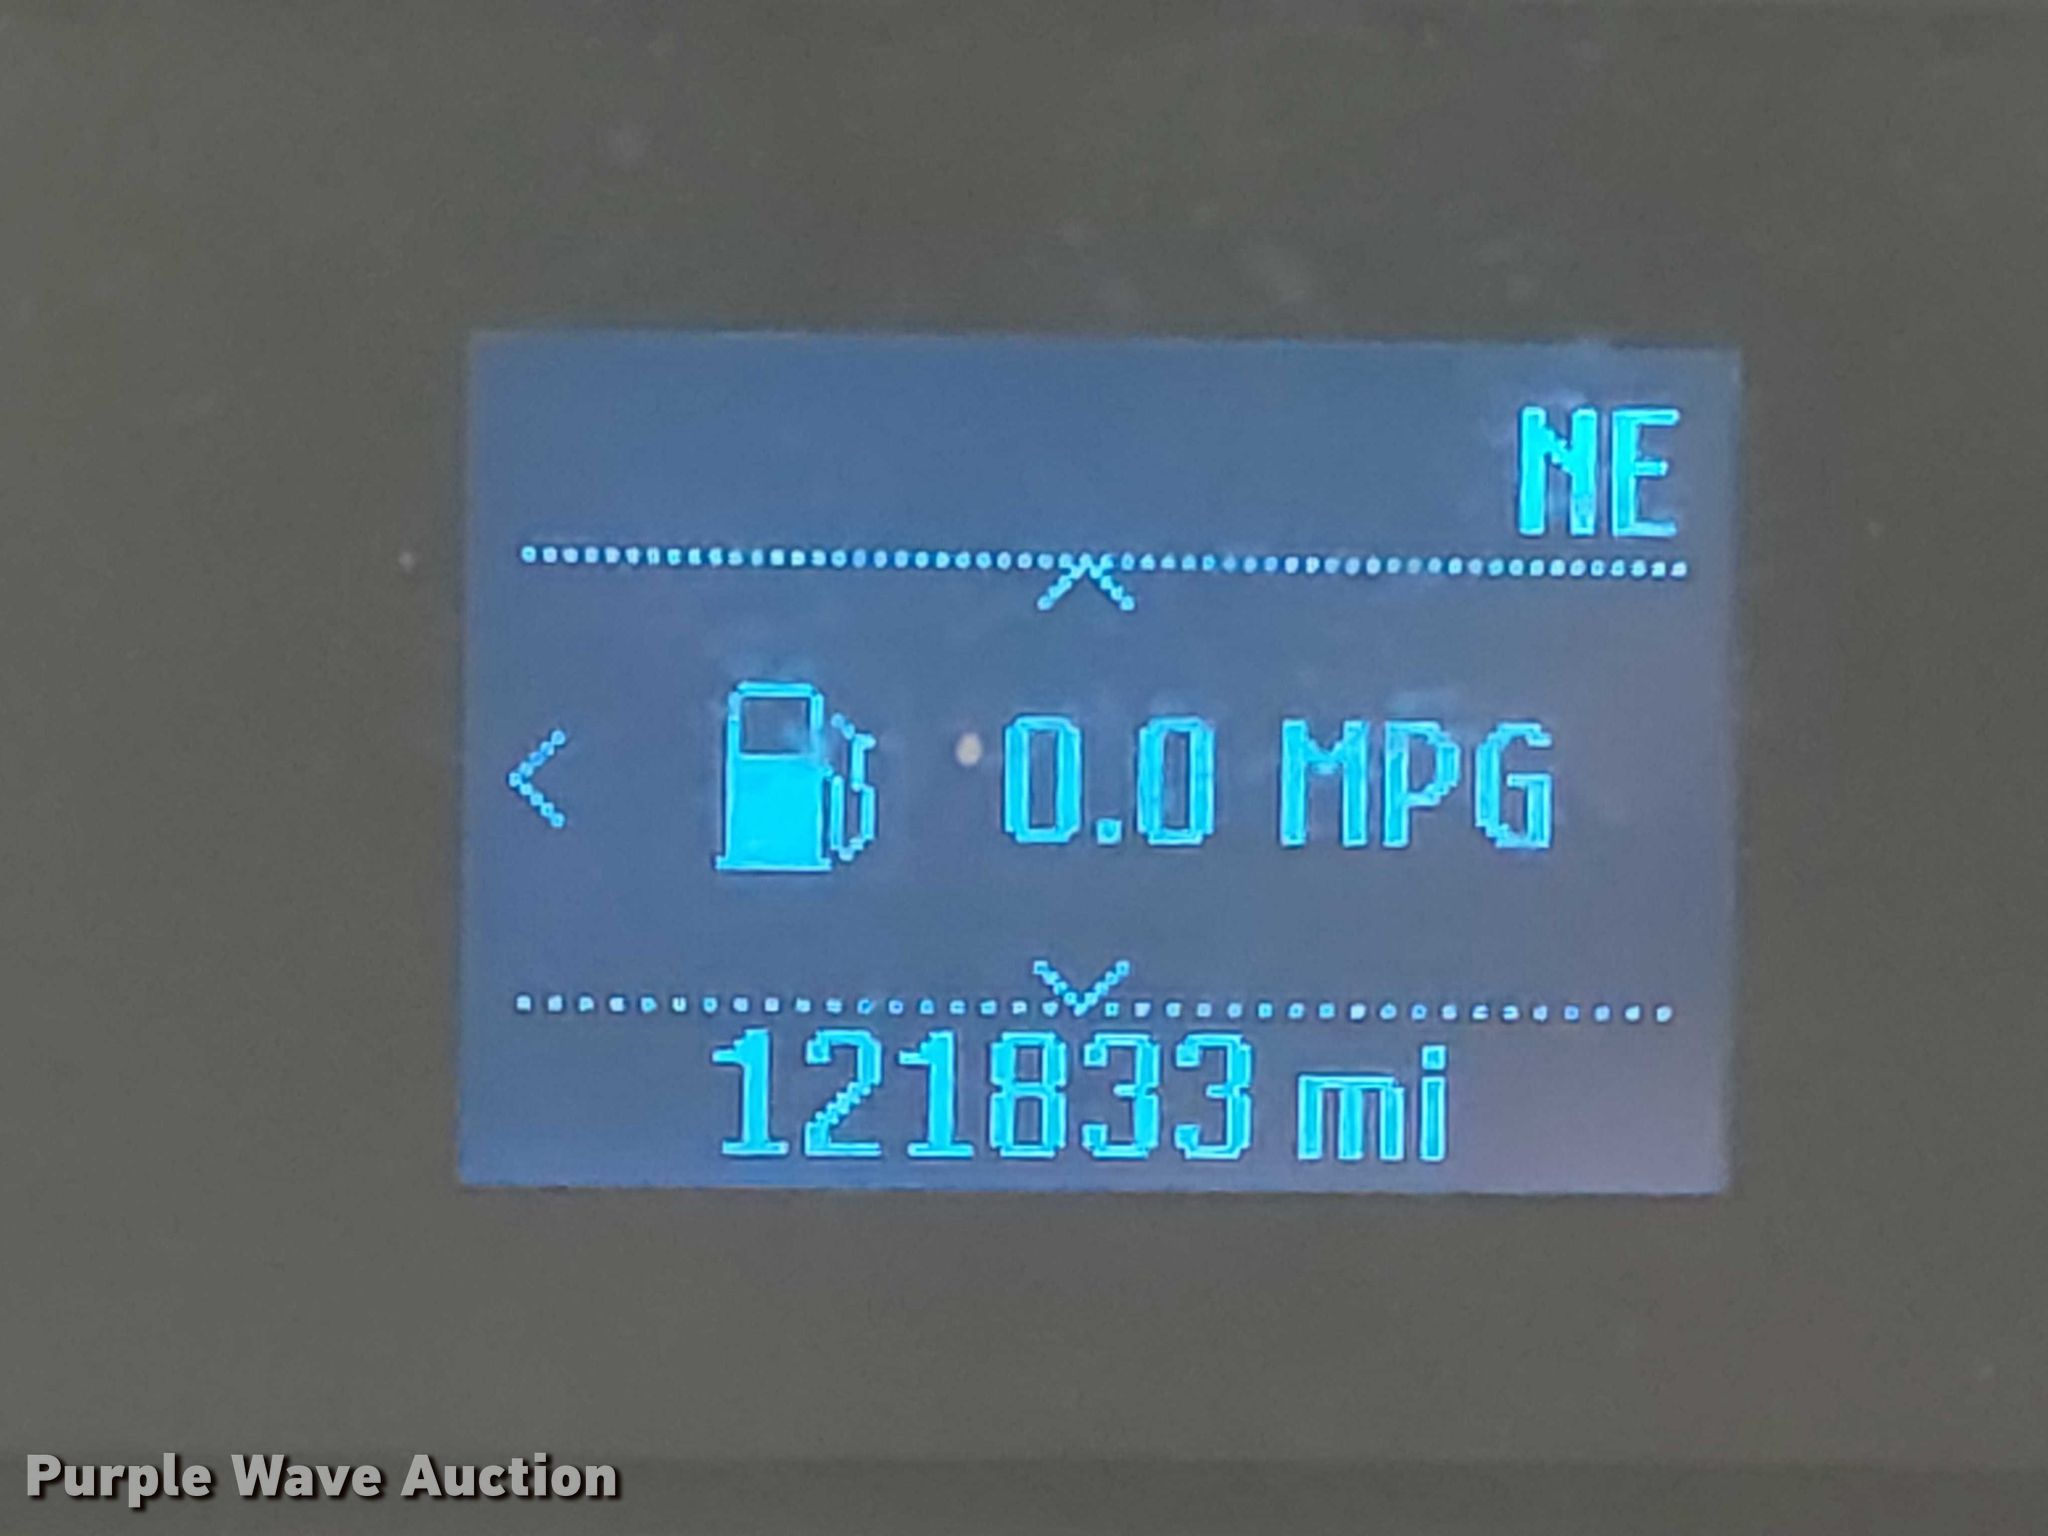 NE
0.0 MPG
121833 mi
Purple Wave Auction